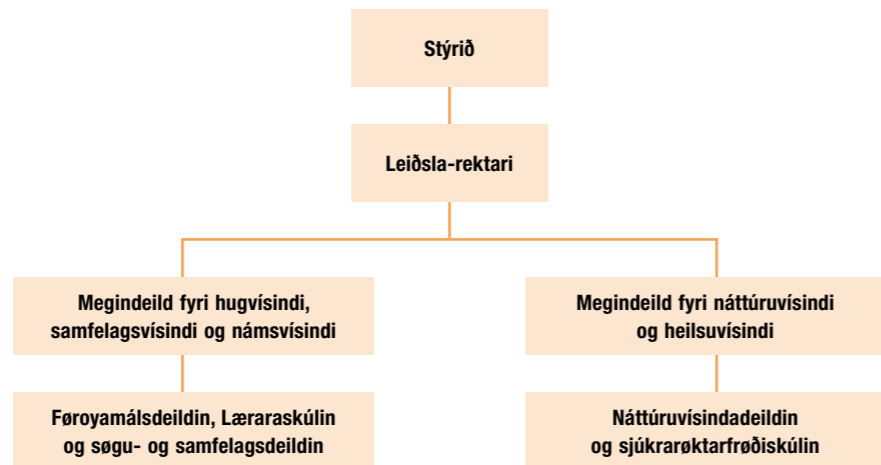 Stýrið
Leiðsla-rektari
Megindeild fyri hugvísindi,
samfelagsvísindi og námsvísindi
Megindeild fyri náttúruvísindi
og heilsuvísindi
Føroyamálsdeildin, Læraraskúlin
og søgu- og samfelagsdeildin
Náttúruvísindadeildin
og sjúkrarøktarfrøðiskúlin